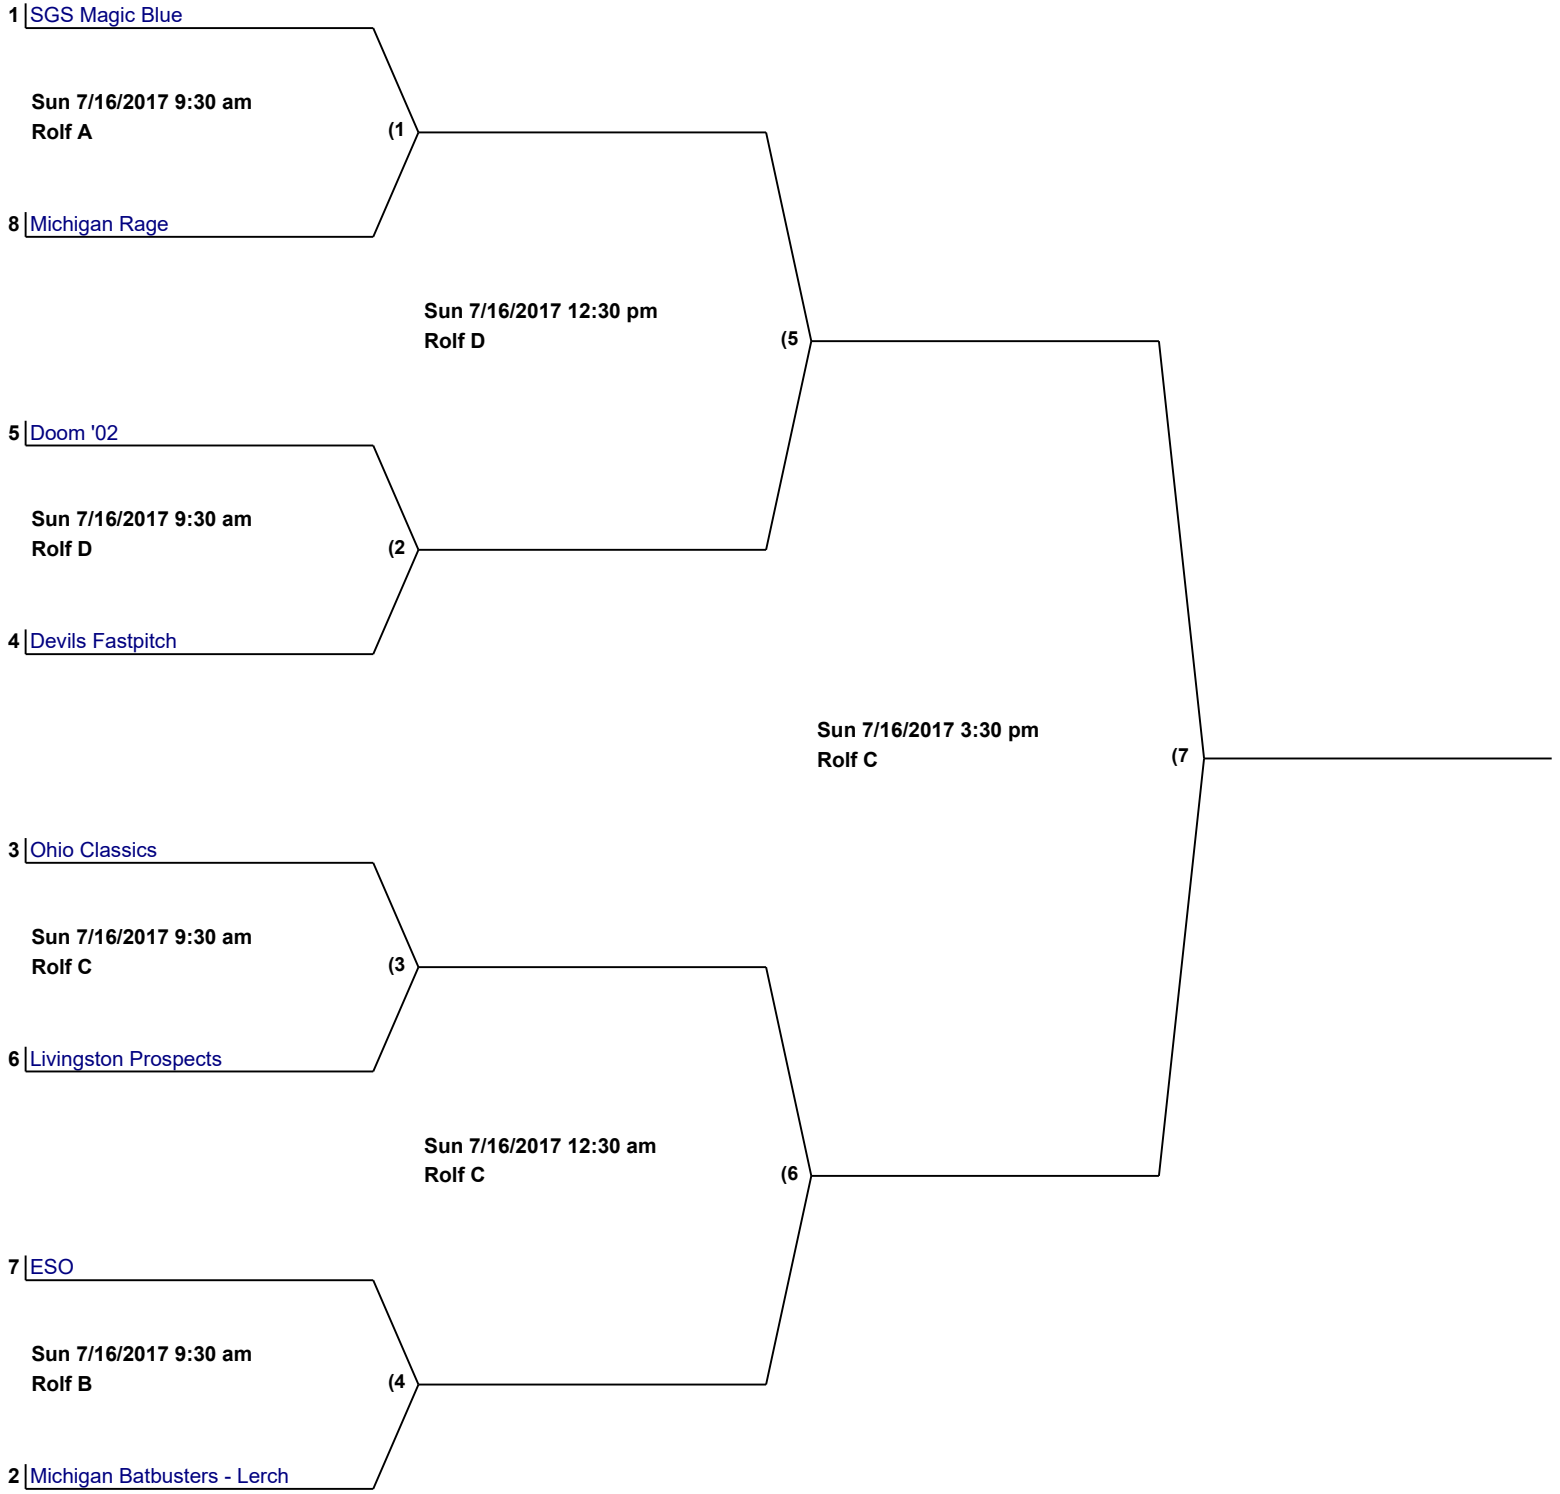 1 SGS Magic Blue
Sun 7/16/2017 9:30 am
Rolf A
(1
8 Michigan Rage
Sun 7/16/2017 12:30 pm
Rolf D
(5
5 Doom '02
Sun 7/16/2017 9:30 am
Rolf D
(2
4 Devils Fastpitch
Sun 7/16/2017 3:30 pm
Rolf C
(7
3 Ohio Classics
Sun 7/16/2017 9:30 am
Rolf C
(3
6 Livingston Prospects
Sun 7/16/2017 12:30 am
Rolf C
(6
7 ESO
Sun 7/16/2017 9:30 am
Rolf B
(4
2 Michigan Batbusters - Lerch